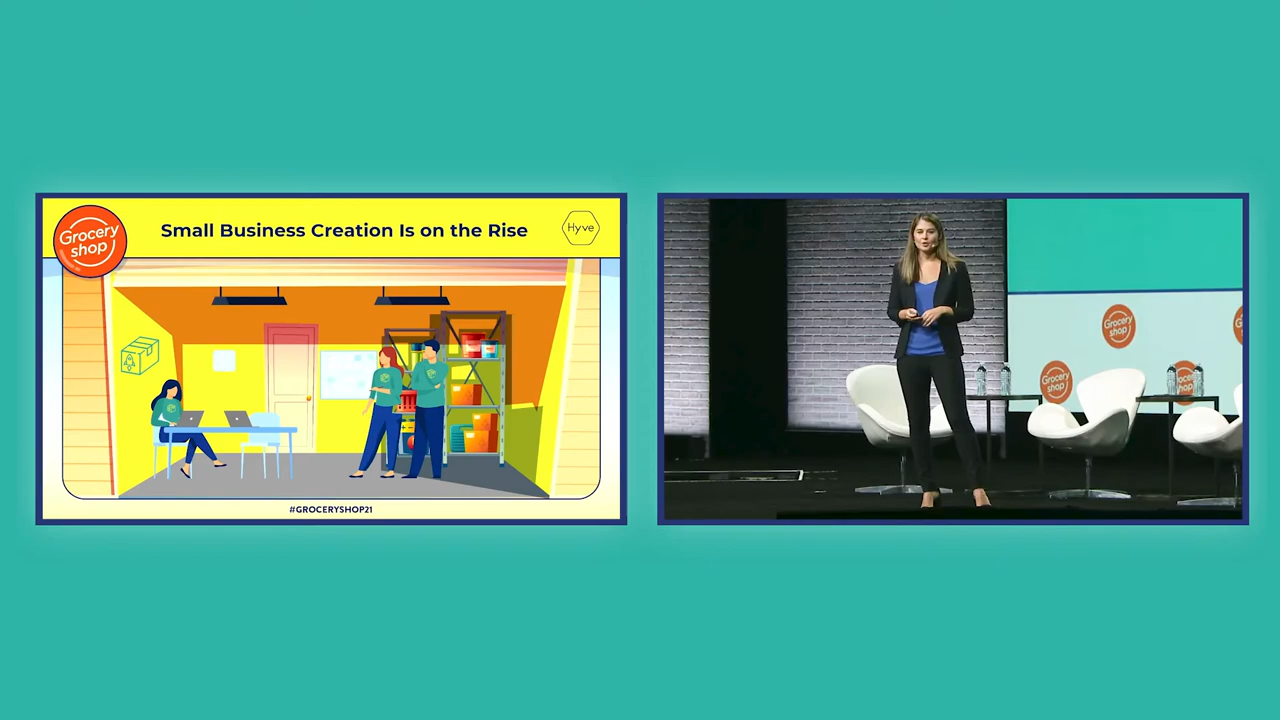 Grocery
shop
Small Business Creation Is on the Rise
Hyve
#GROCERYSHOP21
Grocery
shop
Grocery
shop